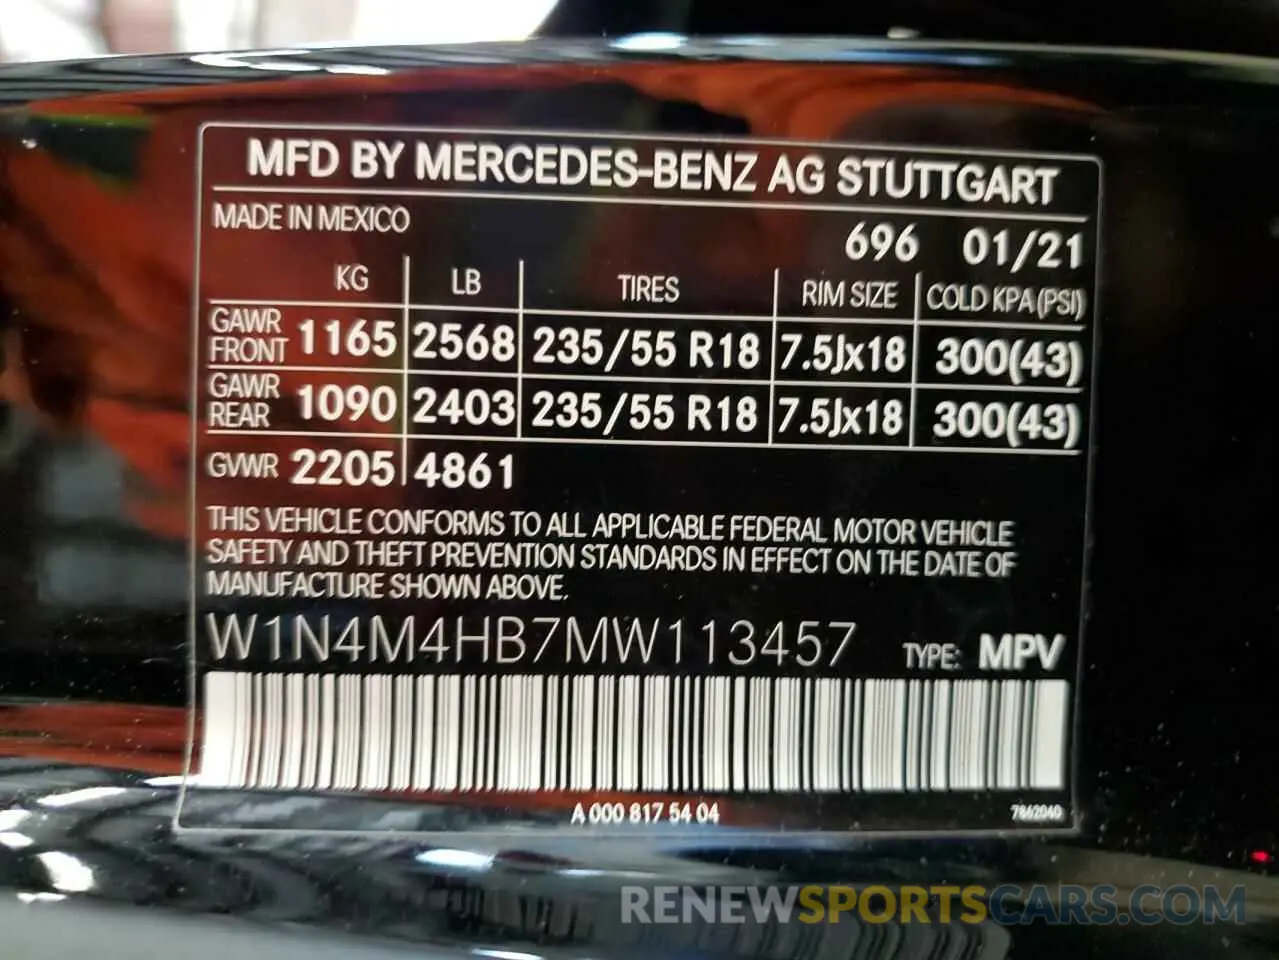 MFD BY MERCEDES-BENZ AG STUTTGART
MADE IN MEXICO
696 01/21
KG LB TIRES RIM SIZE COLD KPA(PSI)
GAWR FRONT 1165 2568 235/55 R18 7.5Jx18 300(43)
GAWR REAR 1090 2403 235/55 R18 7.5Jx18 300(43)
GVWR 2205 4861
THIS VEHICLE CONFORMS TO ALL APPLICABLE FEDERAL MOTOR VEHICLE
SAFETY AND THEFT PREVENTION STANDARDS IN EFFECT ON THE DATE OF
MANUFACTURE SHOWN ABOVE.
W1N4M4HB7MW113457 TYPE: MPV
A 000 817 54 04 7862040
RENEWSPORTSCARS.COM